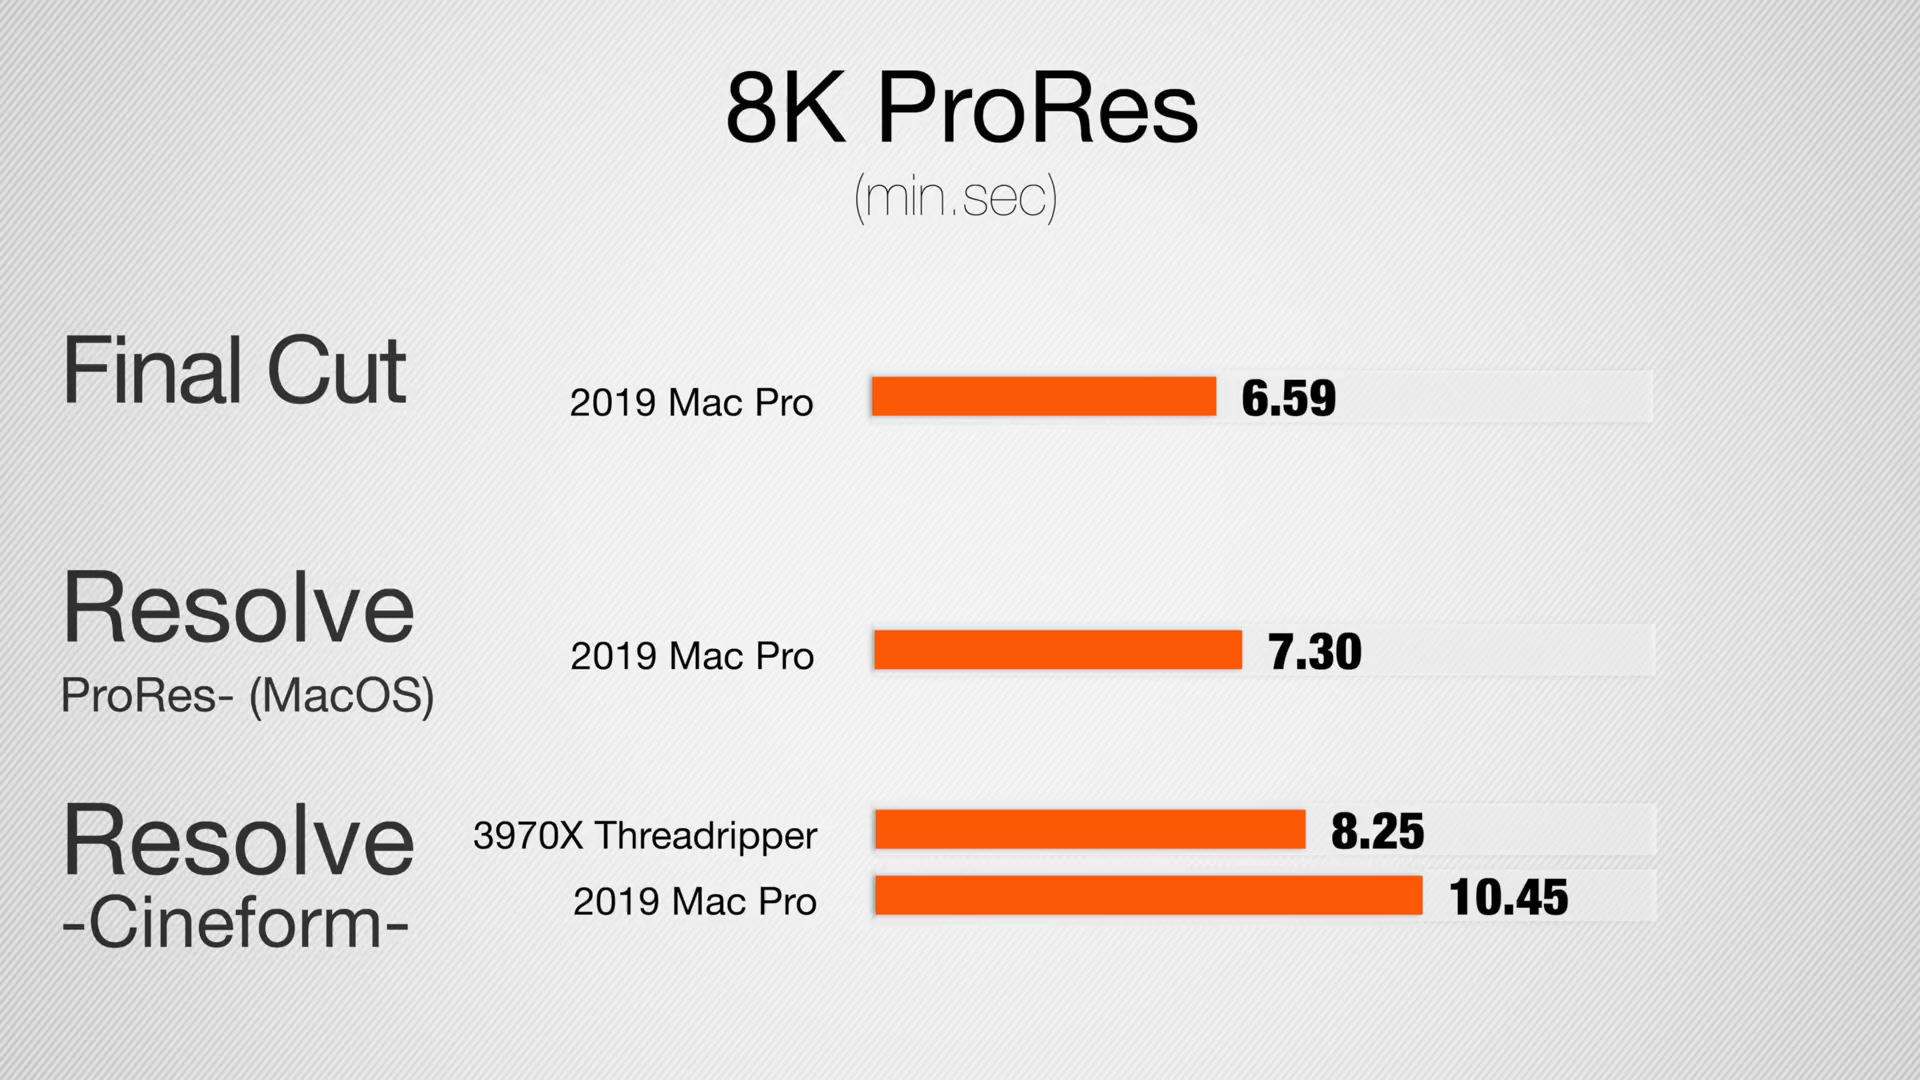 8K ProRes
(min.sec)
Final Cut
2019 Mac Pro
6.59
Resolve
ProRes- (MacOS)
2019 Mac Pro
7.30
Resolve
-Cineform-
3970X Threadripper
8.25
2019 Mac Pro
10.45